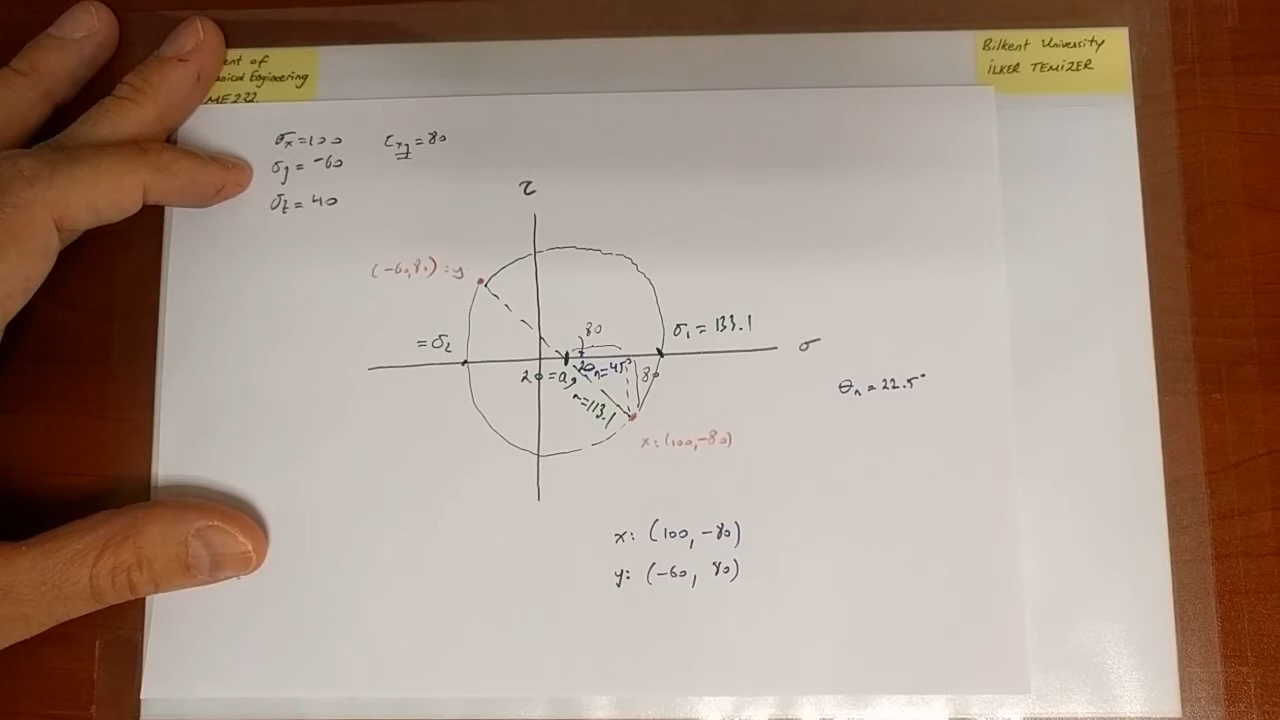 ent of
anical Engineering
ME232
Bilkent University
İLKER TEMİZER
σx=100 τxy=80
σy=-60
σz=40
τ
(-60,80):y
80
σ1=133.1
σ
=σ2
20=a,
2θn=45°
80
r=113.1
θn=22.5°
x:(100,-80)
x: (100,-80)
y: (-60, 80)